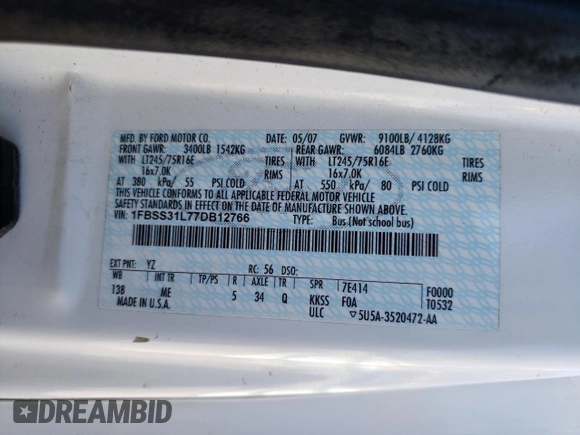 MFD. BY FORD MOTOR CO. 05/07 GVWR: 9100LB/ 4128KG
FRONT GAWR: 3400LB 1542KG REAR GAWR: 6084LB 2760KG
WITH LT245/75R16E TIRES WITH LT245/75R16E TIRES
16x7.0K RIMS 16x7.0K RIMS
AT 380 kPa/ 55 PSI COLD AT 550 kPa/ 80 PSI COLD
THIS VEHICLE CONFORMS TO ALL APPLICABLE FEDERAL MOTOR VEHICLE
SAFETY STANDARDS IN EFFECT ON THE DATE OF MANUFACTURE SHOWN ABOVE.
VIN: 1FBSS31L77DB12766 TYPE: Bus (Not school bus)
EXT PNT: YZ RC: 56 DSO:
WB INT TR TP/PS R AXLE TR SPR 7E414 F0000
138 ME 5 34 Q KKSS FOA T0532
MADE IN U.S.A. ULC 5U5A-3520472-AA
DREAMBID